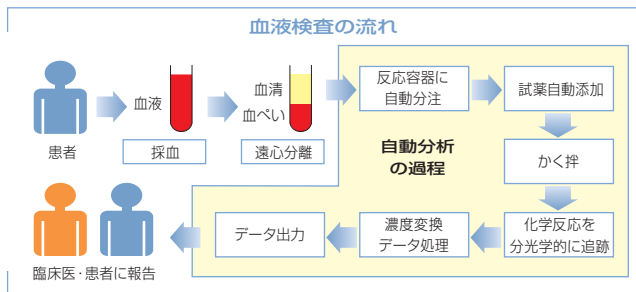 血液検査の流れ
患者
血液
採血
血清
血ぺい
遠心分離
反応容器に
自動分注
試薬自動添加
自動分析
の過程
かく拌
化学反応を
分光学的に追跡
濃度変換
データ処理
データ出力
臨床医・患者に報告